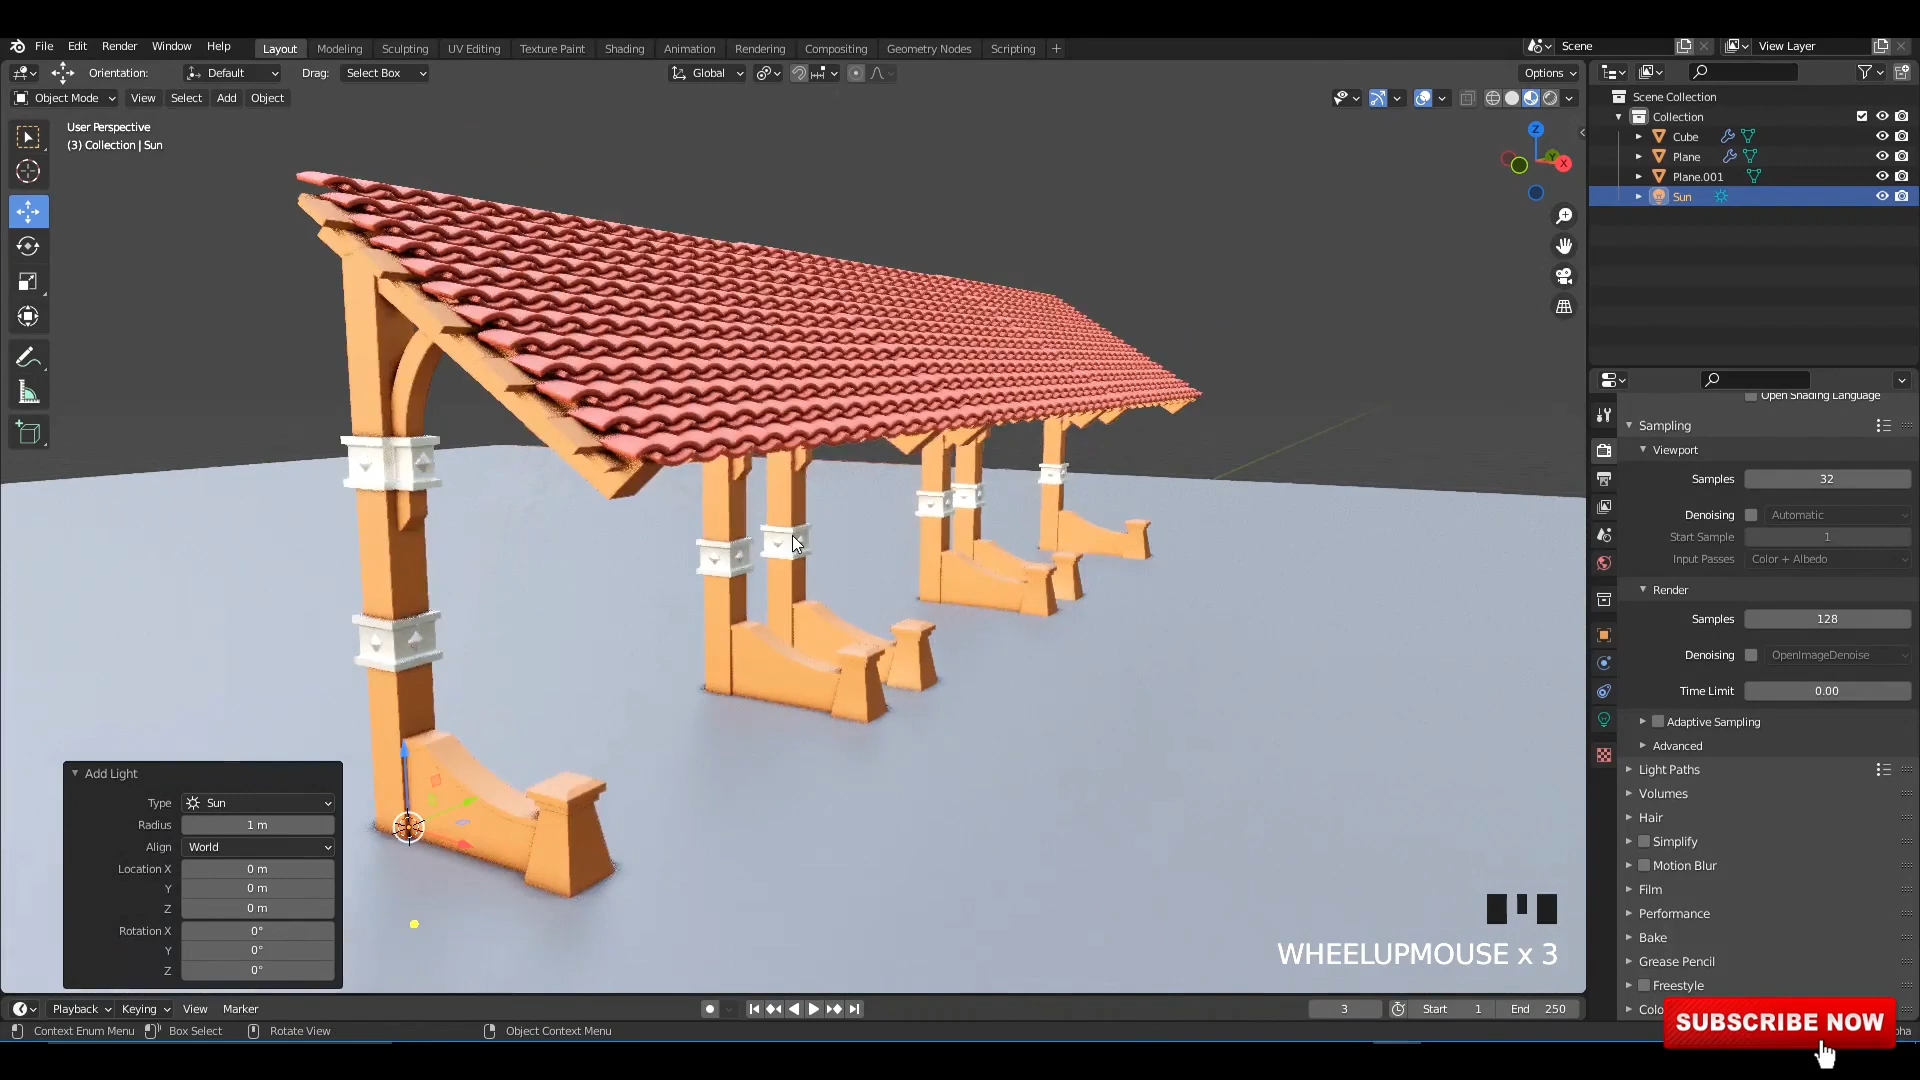 File Edit Render Window Help Layout Modeling Sculpting UV Editing Texture Paint Shading Animation Rendering Compositing Geometry Nodes Scripting + Scene View Layer
Orientation: Default Drag: Select Box Global Options
Object Mode View Select Add Object
User Perspective
(3) Collection | Sun
Z
Y
X
Scene Collection
Collection
Cube
Plane
Plane.001
Sun
Open Shading Language
Sampling
Viewport
Samples 32
Denoising Automatic
Start Sample 1
Input Passes Color + Albedo
Render
Samples 128
Denoising OpenImageDenoise
Time Limit 0.00
Adaptive Sampling
Advanced
Light Paths
Volumes
Hair
Simplify
Motion Blur
Film
Performance
Bake
Grease Pencil
Freestyle
Colo
Add Light
Type Sun
Radius 1 m
Align World
Location X 0 m
Y 0 m
Z 0 m
Rotation X 0°
Y 0°
Z 0°
WHEELUPMOUSE x 3
Playback Keying View Marker 3 Start 1 End 250
Context Enum Menu Box Select Rotate View Object Context Menu
SUBSCRIBE NOW